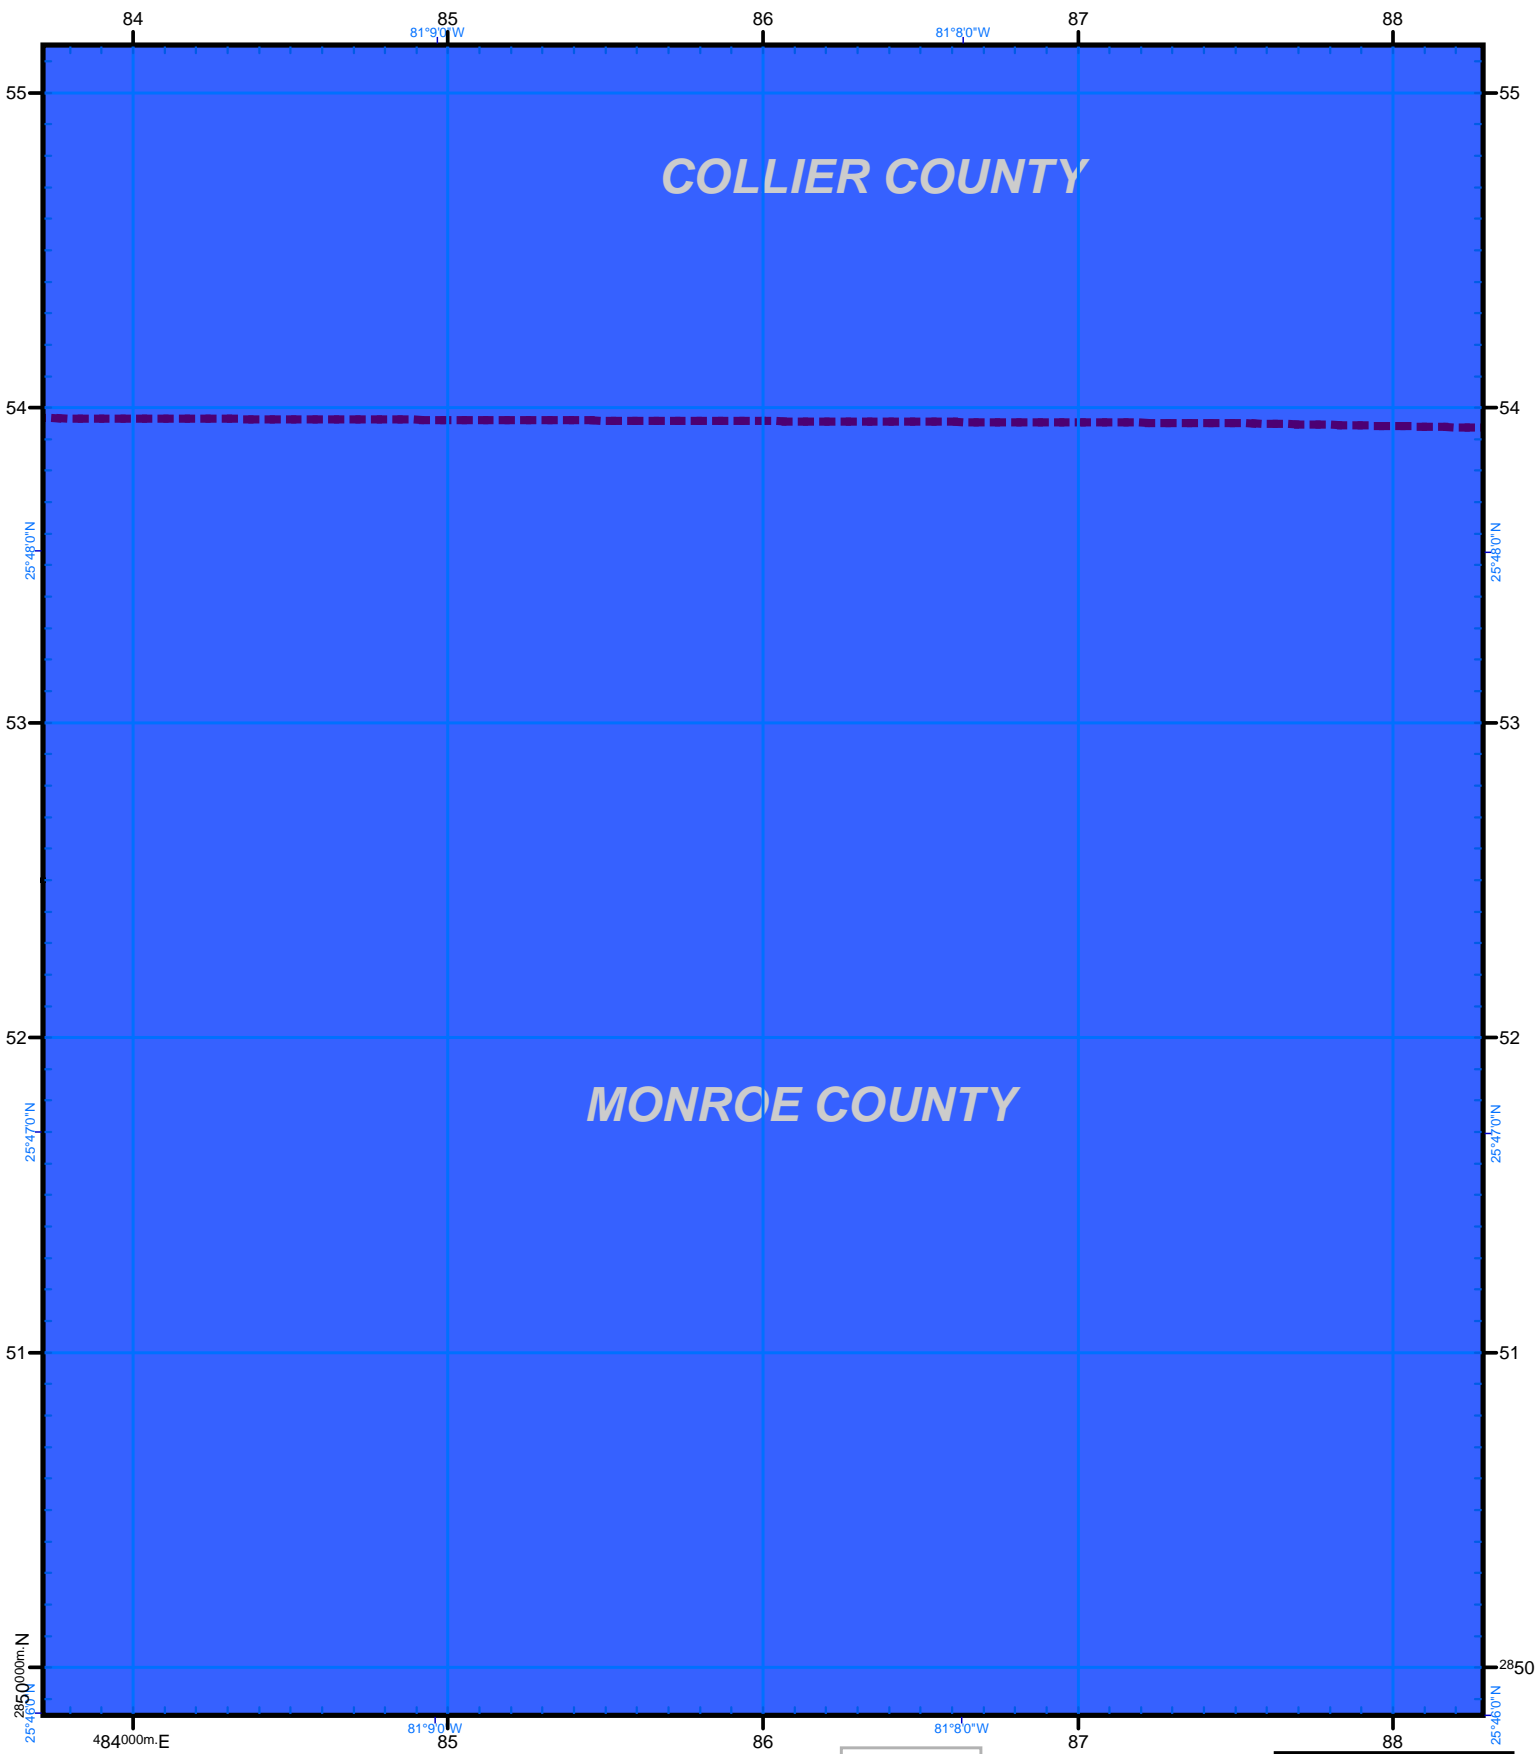 84 85 86 87 88
81°9'0"W 81°8'0"W
55 55
COLLIER COUNTY
54 54
25°48'0"N 25°48'0"N
53 53
52 52
MONROE COUNTY
25°47'0"N 25°47'0"N
51 51
2850000m.N 2850
25°46'0"N 25°46'0"N
81°9'0"W 81°8'0"W
484000m.E 85 86 87 88